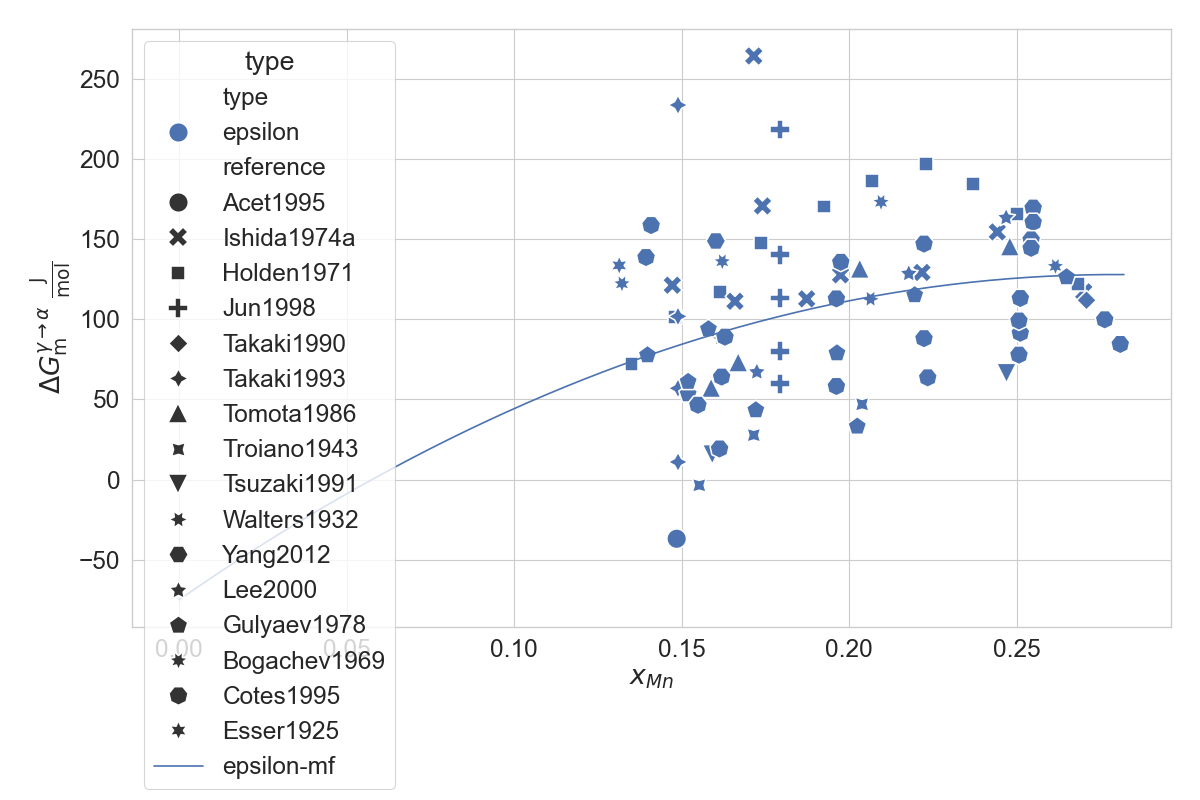 type
type
epsilon
reference
Acet1995
Ishida1974a
Holden1971
Jun1998
Takaki1990
Takaki1993
Tomota1986
Troiano1943
Tsuzaki1991
Walters1932
Yang2012
Lee2000
Gulyaev1978
Bogachev1969
Cotes1995
Esser1925
epsilon-mf
250
200
150
100
50
0
−50
ΔG_m^{γ→α} J/mol
0.00 0.05 0.10 0.15 0.20 0.25
x_{Mn}